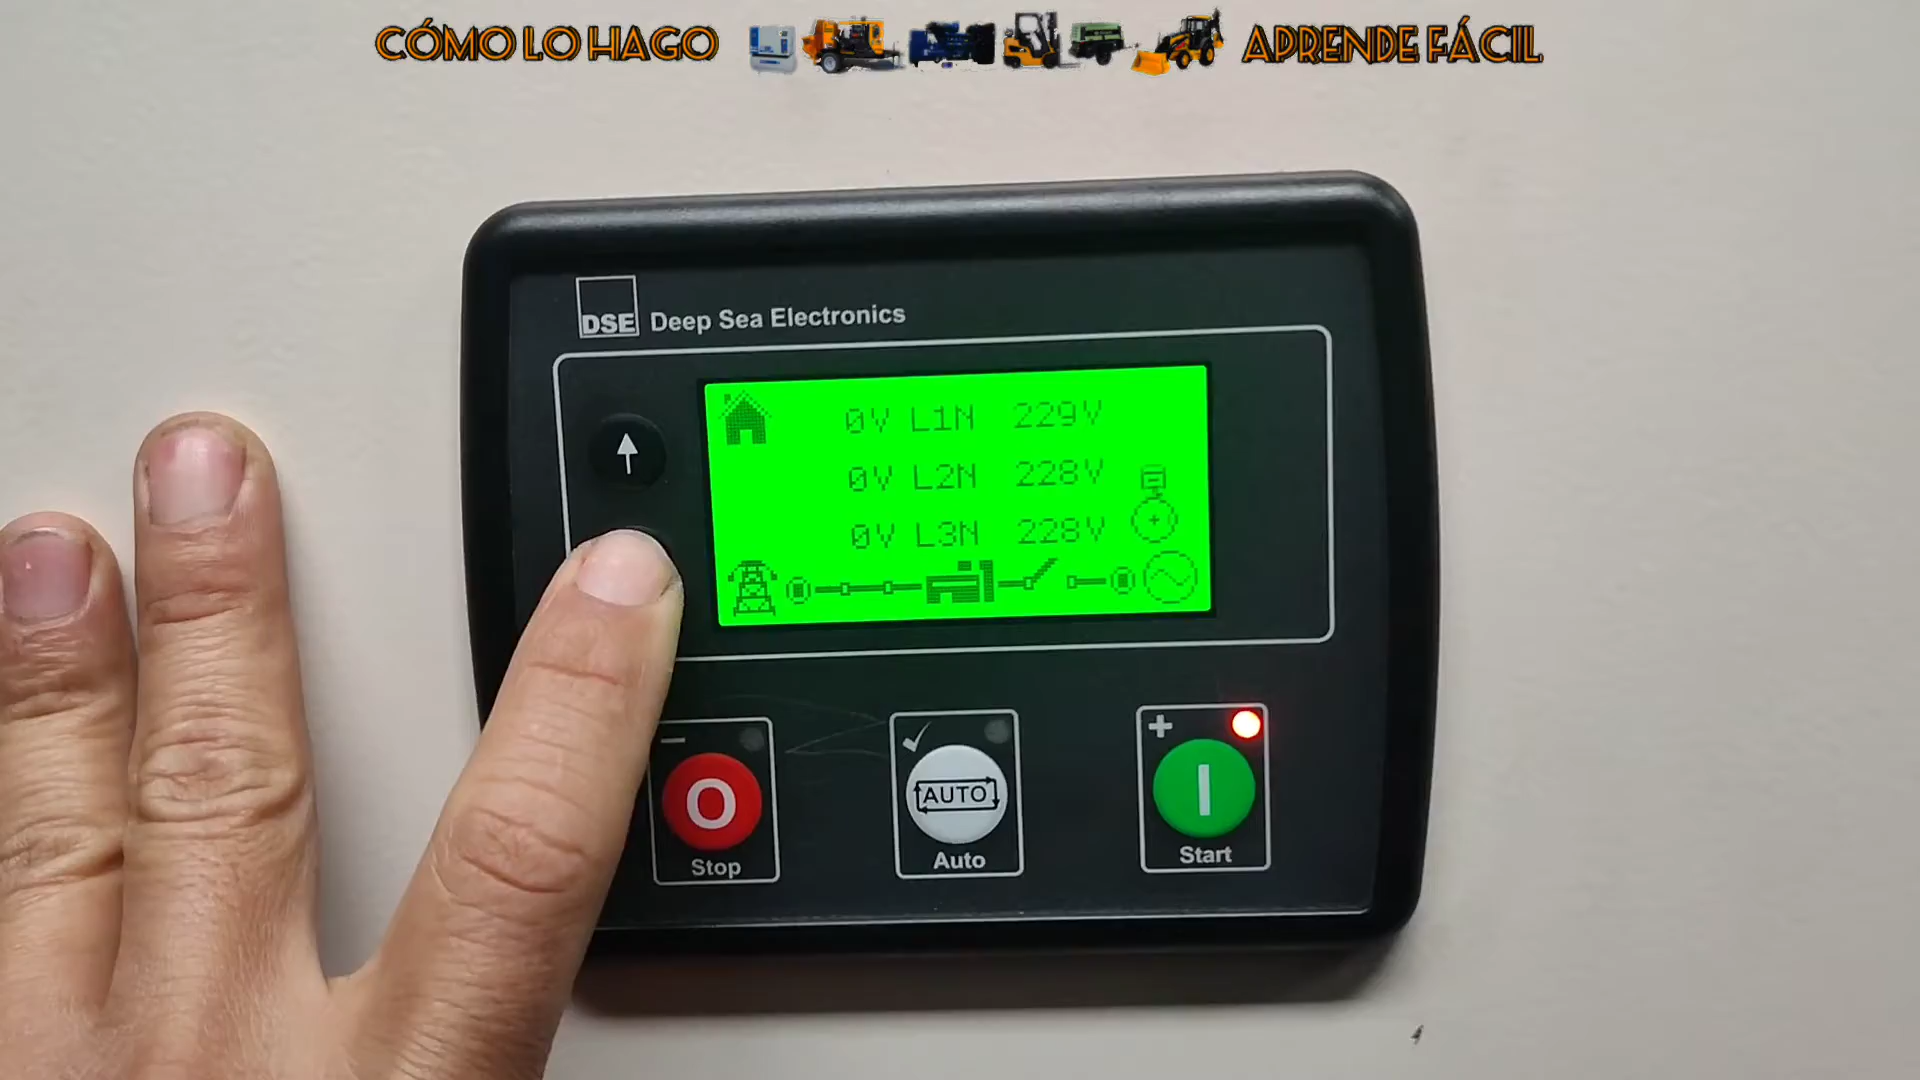 CÓMO LO HAGO APRENDE FÁCIL
DSE Deep Sea Electronics
0V L1N 229V
0V L2N 228V
0V L3N 228V
AUTO
Stop
Auto
Start